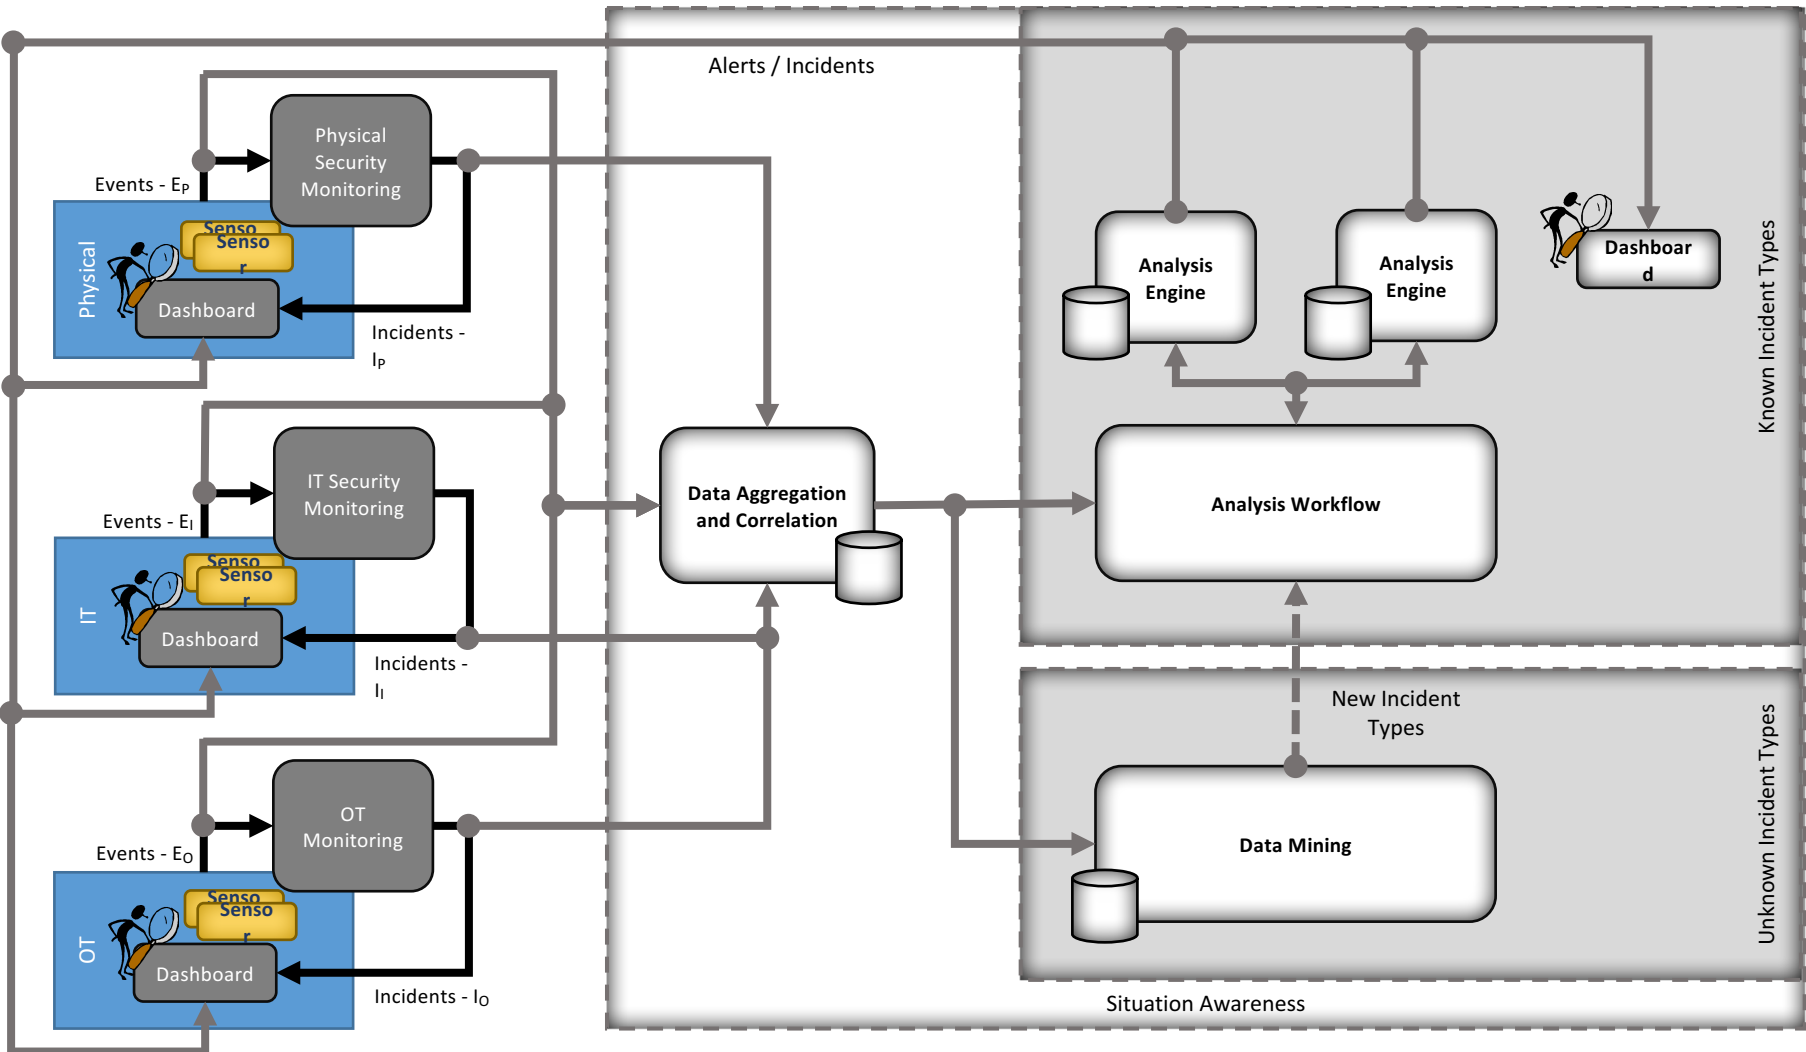 Alerts / Incidents
Physical
Security
Monitoring
Events - EP
Senso
Senso
r
Physical
Dashboard
Incidents -
IP
IT Security
Monitoring
Events - EI
Senso
Senso
r
IT
Dashboard
Incidents -
II
OT
Monitoring
Events - EO
Senso
Senso
r
OT
Dashboard
Incidents - IO
Data Aggregation
and Correlation
Analysis
Engine
Analysis
Engine
Dashboar
d
Known Incident Types
Analysis Workflow
New Incident
Types
Unknown Incident Types
Data Mining
Situation Awareness